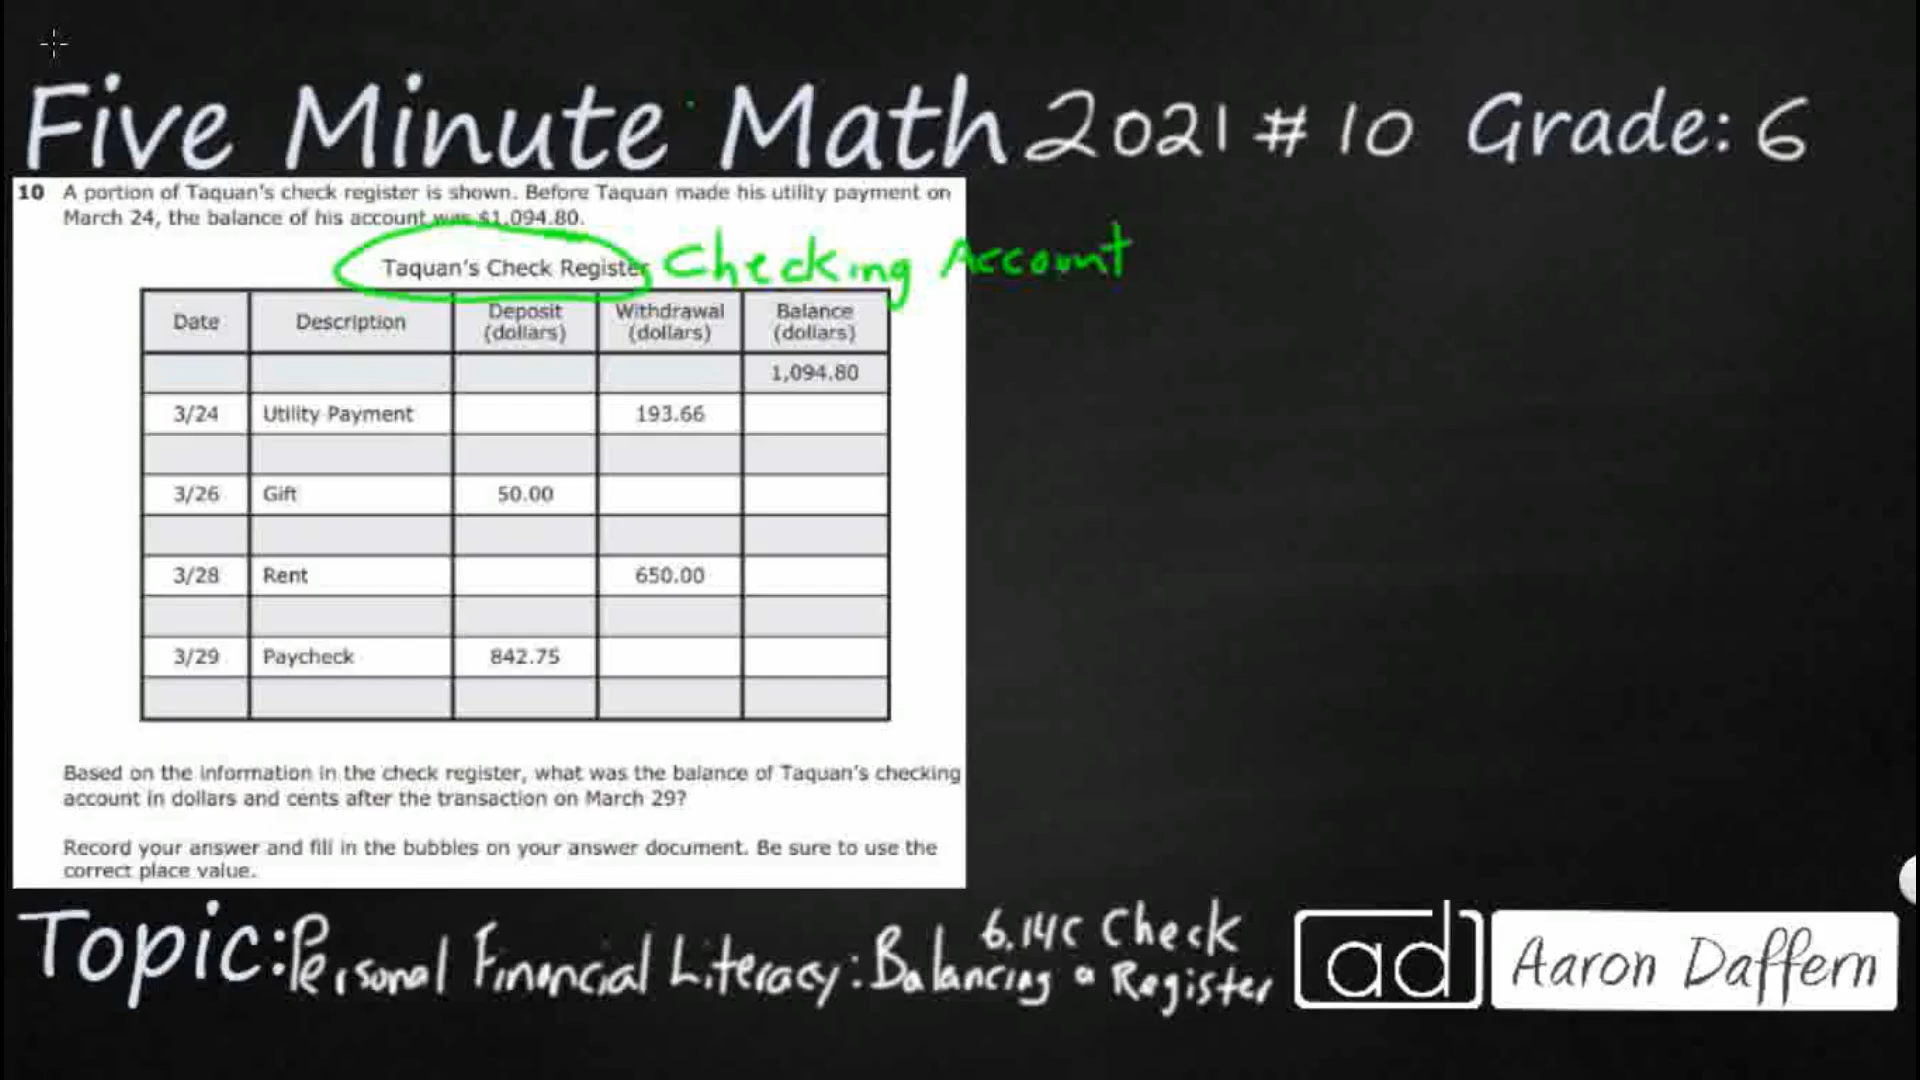 Five Minute Math 2021 # 10 Grade: 6
10 A portion of Taquan's check register is shown. Before Taquan made his utility payment on
March 24, the balance of his account was $1,094.80.
Taquan's Check Register Checking Account
Date Description Deposit (dollars) Withdrawal (dollars) Balance (dollars)
1,094.80
3/24 Utility Payment 193.66
3/26 Gift 50.00
3/28 Rent 650.00
3/29 Paycheck 842.75
Based on the information in the check register, what was the balance of Taquan's checking
account in dollars and cents after the transaction on March 29?
Record your answer and fill in the bubbles on your answer document. Be sure to use the
correct place value.
Topic: Personal Financial Literacy: Balancing a Check Register
6.14C
ad Aaron Daffern